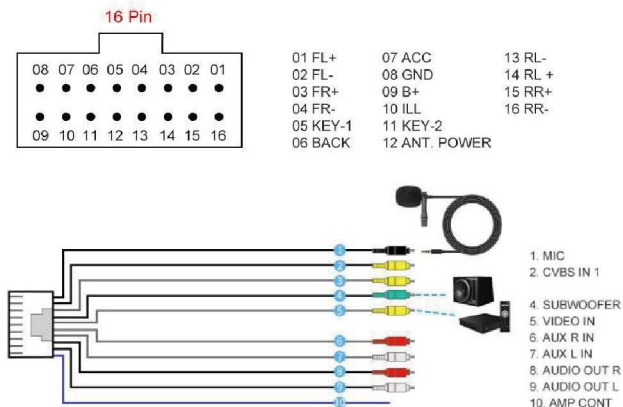 16 Pin
08 07 06 05 04 03 02 01
09 10 11 12 13 14 15 16
01 FL+ 07 ACC 13 RL-
02 FL- 08 GND 14 RL +
03 FR+ 09 B+ 15 RR+
04 FR- 10 ILL 16 RR-
05 KEY-1 11 KEY-2
06 BACK 12 ANT. POWER
1
2
3
4
5
6
7
8
9
10
1. MIC
2. CVBS IN 1
4. SUBWOOFER
5. VIDEO IN
6. AUX R IN
7. AUX L IN
8. AUDIO OUT R
9. AUDIO OUT L
10. AMP CONT